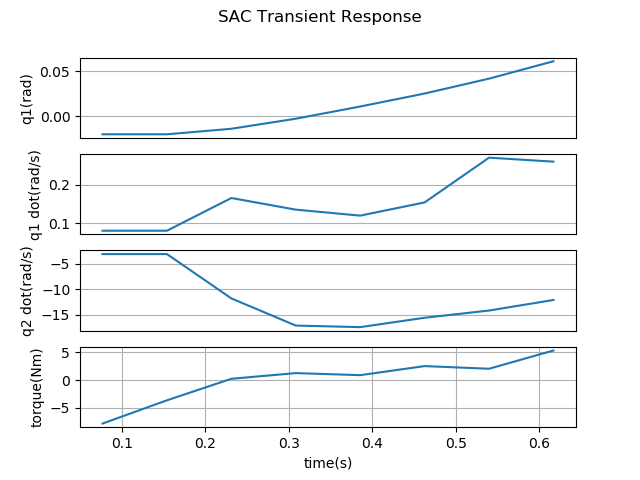 SAC Transient Response
q1(rad)
0.05
0.00
q1 dot(rad/s)
0.2
0.1
q2 dot(rad/s)
−5
−10
−15
torque(Nm)
5
0
−5
0.1 0.2 0.3 0.4 0.5 0.6
time(s)